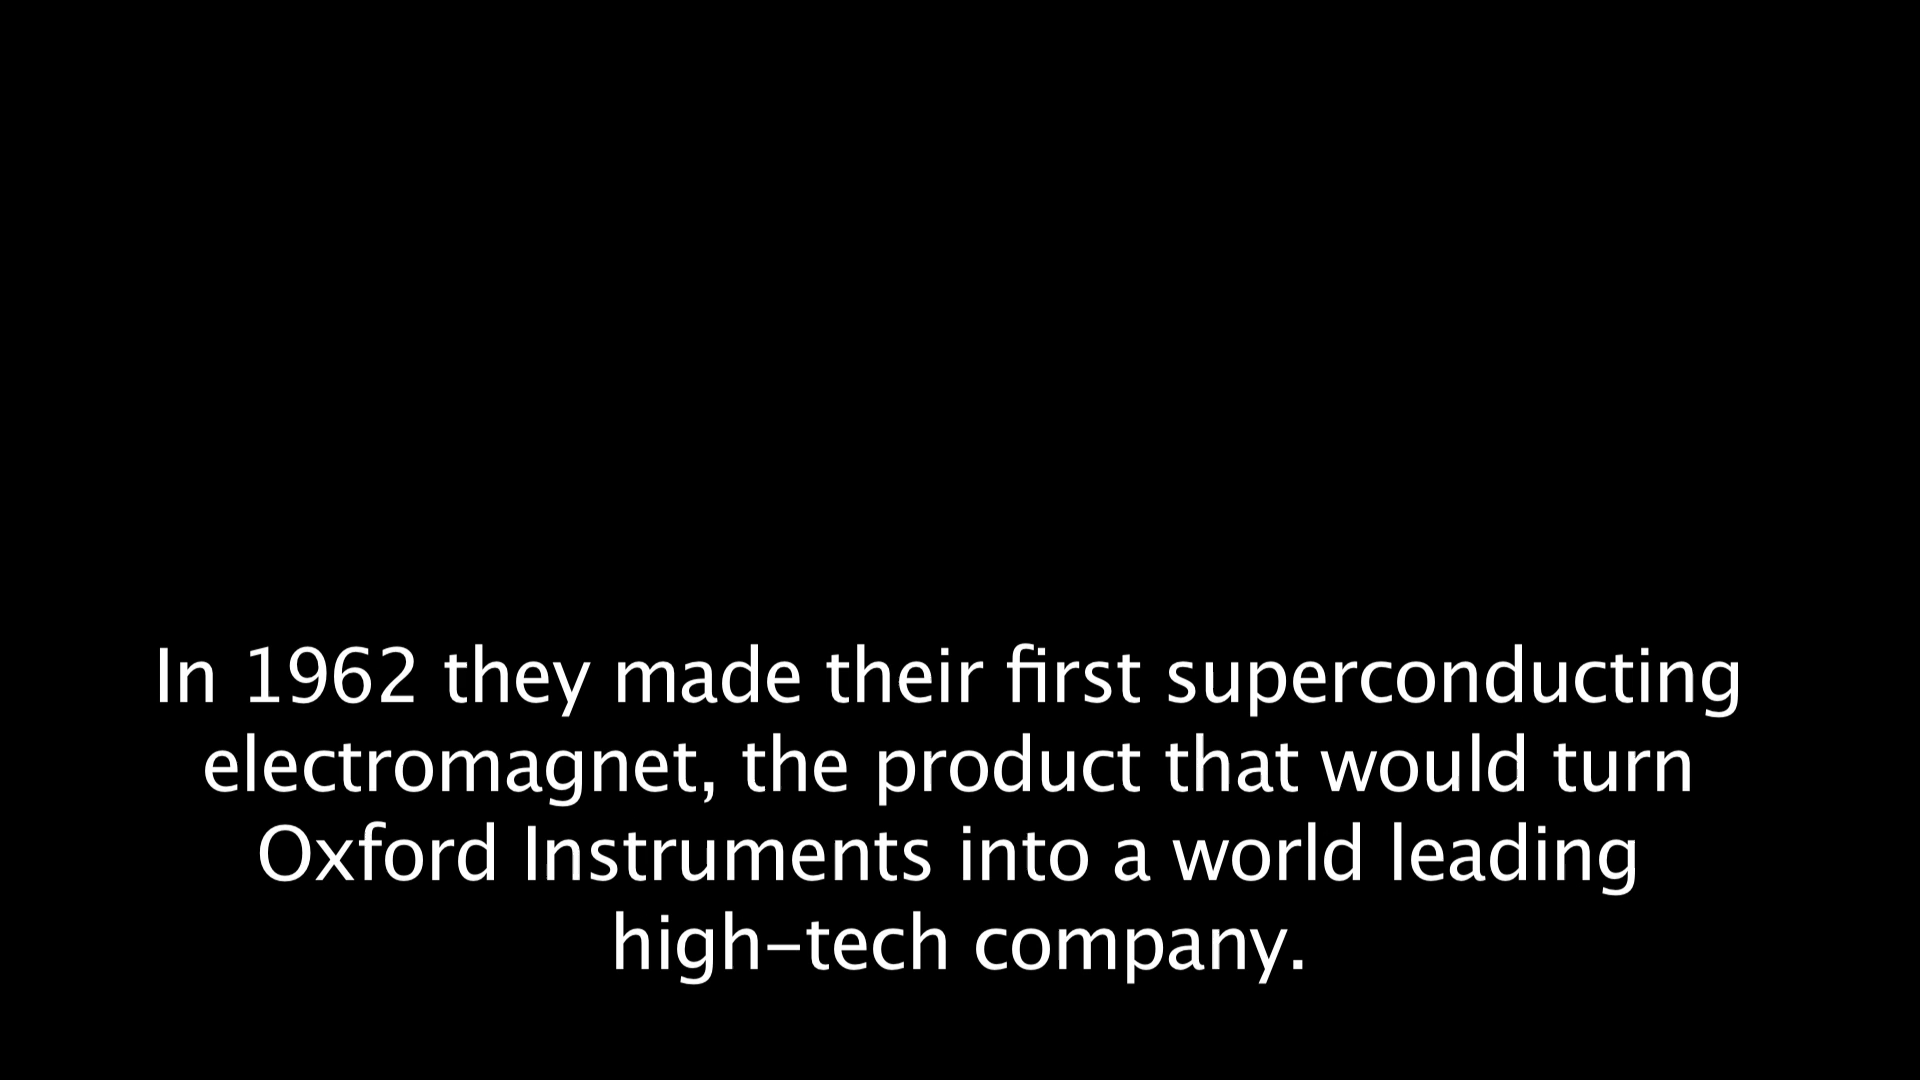 In 1962 they made their first superconducting
electromagnet, the product that would turn
Oxford Instruments into a world leading
high-tech company.